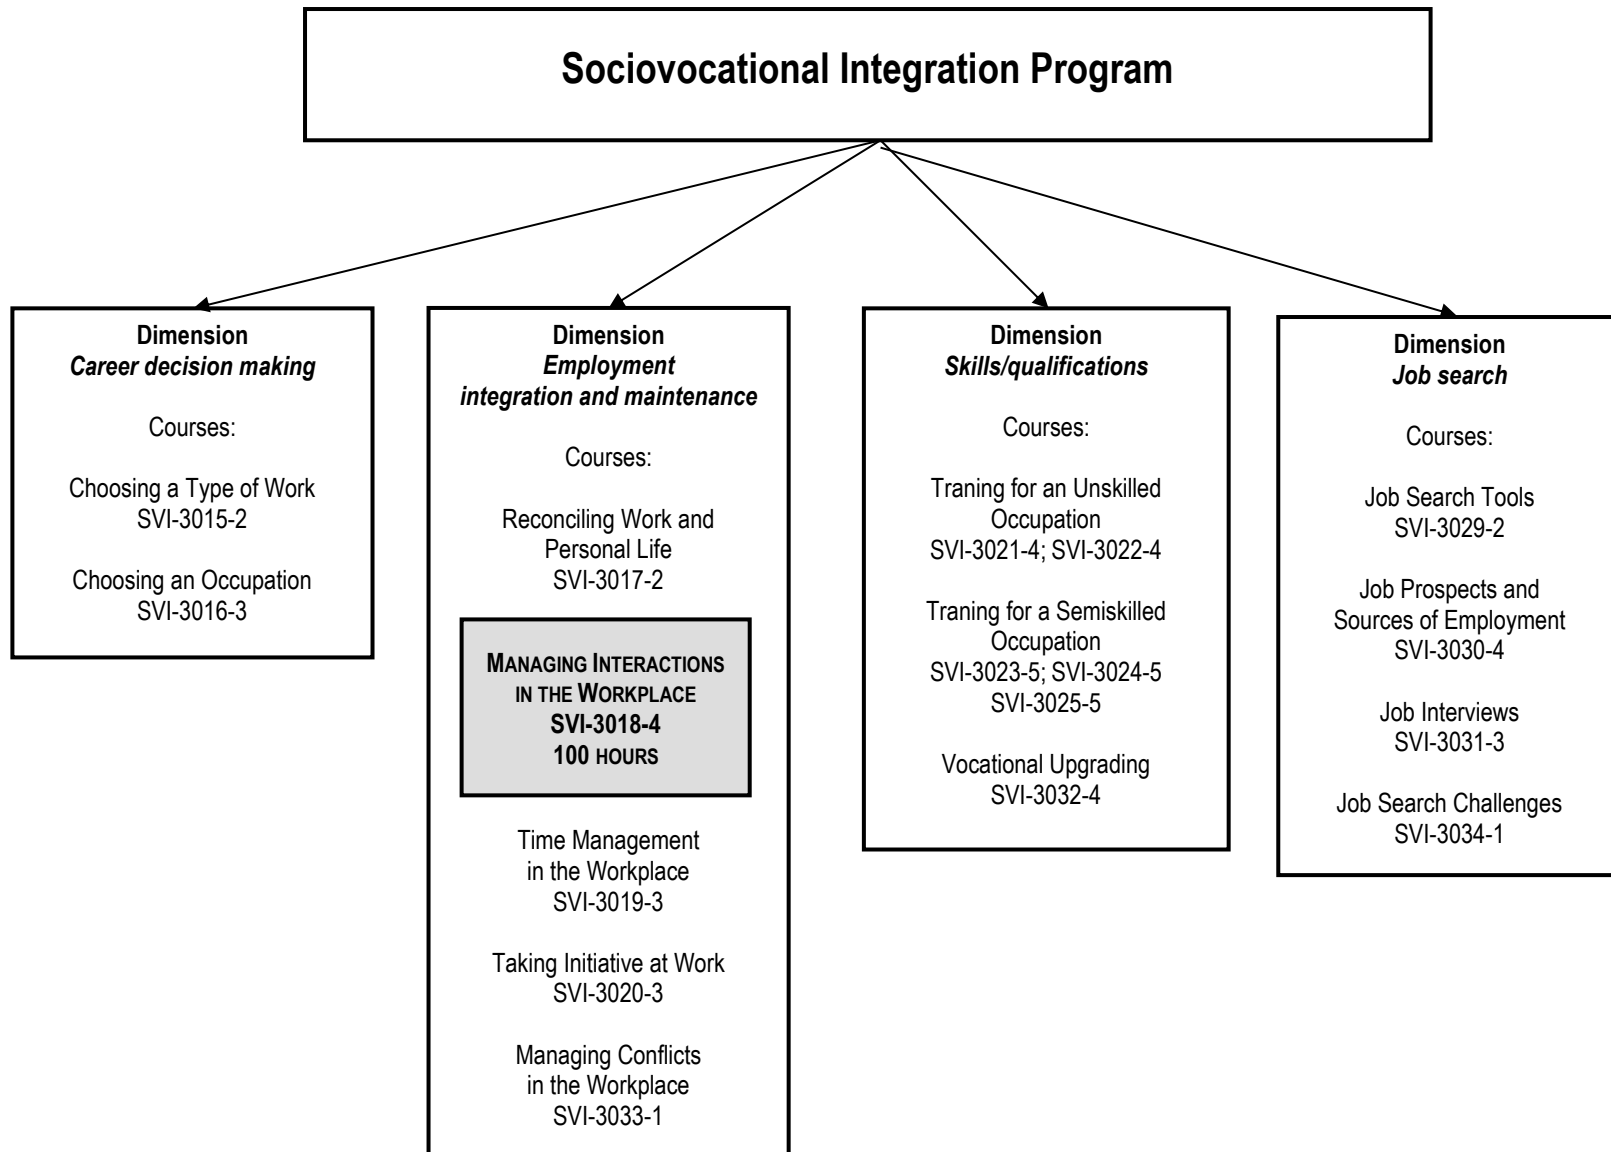 Sociovocational Integration Program
Dimension
Career decision making
Courses:
Choosing a Type of Work
SVI-3015-2
Choosing an Occupation
SVI-3016-3
Dimension
Employment
integration and maintenance
Courses:
Reconciling Work and
Personal Life
SVI-3017-2
MANAGING INTERACTIONS
IN THE WORKPLACE
SVI-3018-4
100 HOURS
Time Management
in the Workplace
SVI-3019-3
Taking Initiative at Work
SVI-3020-3
Managing Conflicts
in the Workplace
SVI-3033-1
Dimension
Skills/qualifications
Courses:
Traning for an Unskilled
Occupation
SVI-3021-4; SVI-3022-4
Traning for a Semiskilled
Occupation
SVI-3023-5; SVI-3024-5
SVI-3025-5
Vocational Upgrading
SVI-3032-4
Dimension
Job search
Courses:
Job Search Tools
SVI-3029-2
Job Prospects and
Sources of Employment
SVI-3030-4
Job Interviews
SVI-3031-3
Job Search Challenges
SVI-3034-1